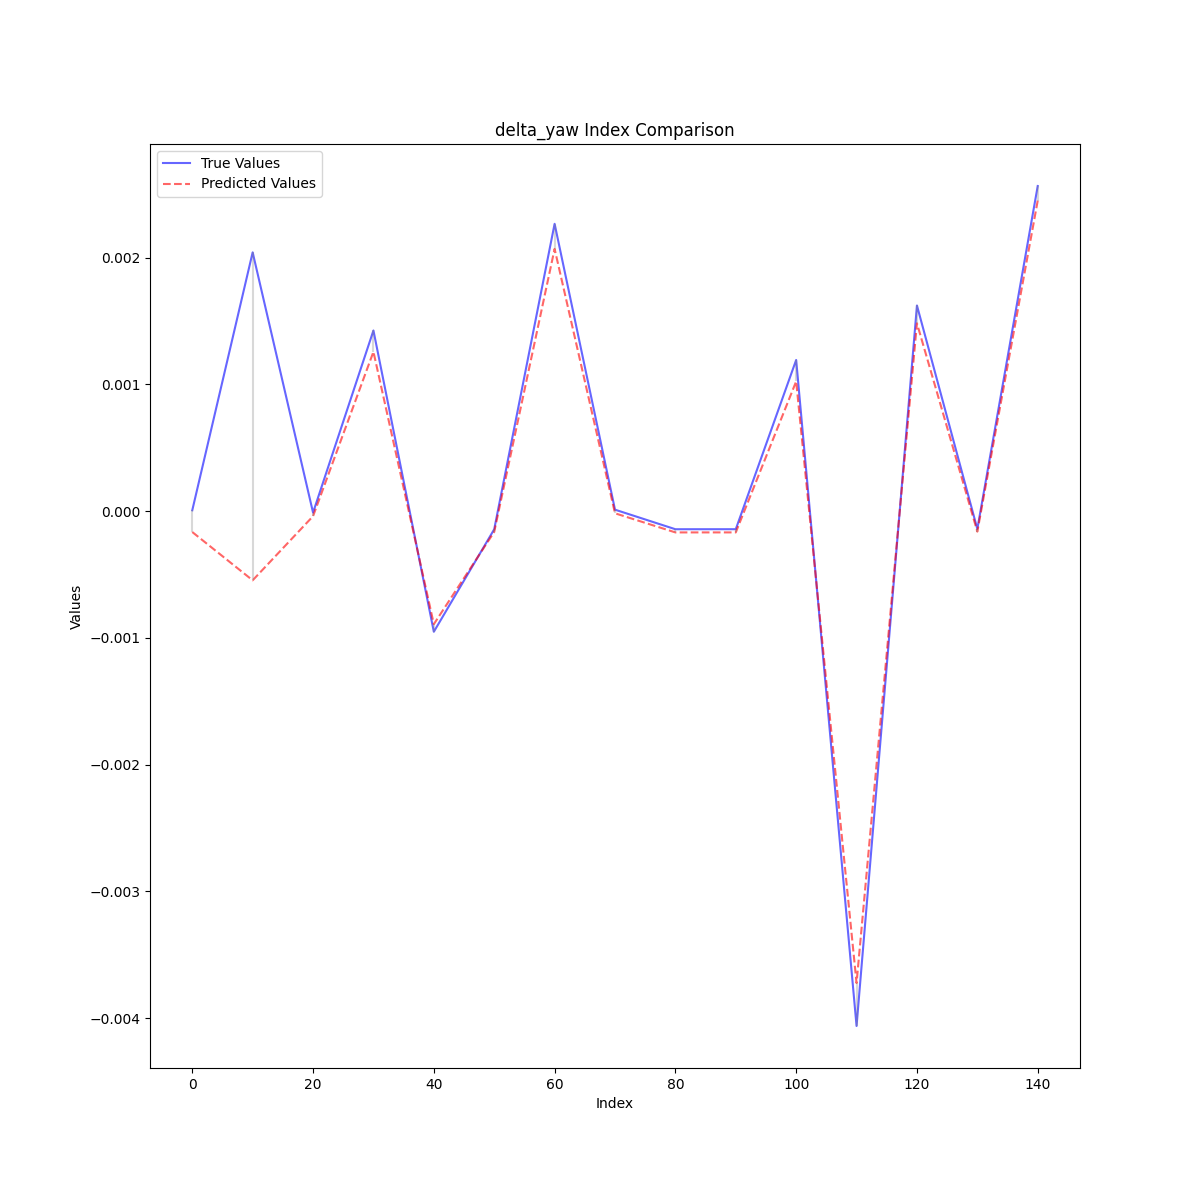 delta_yaw Index Comparison
True Values
Predicted Values
0.002
0.001
0.000
−0.001
−0.002
−0.003
−0.004
Values
0 20 40 60 80 100 120 140
Index